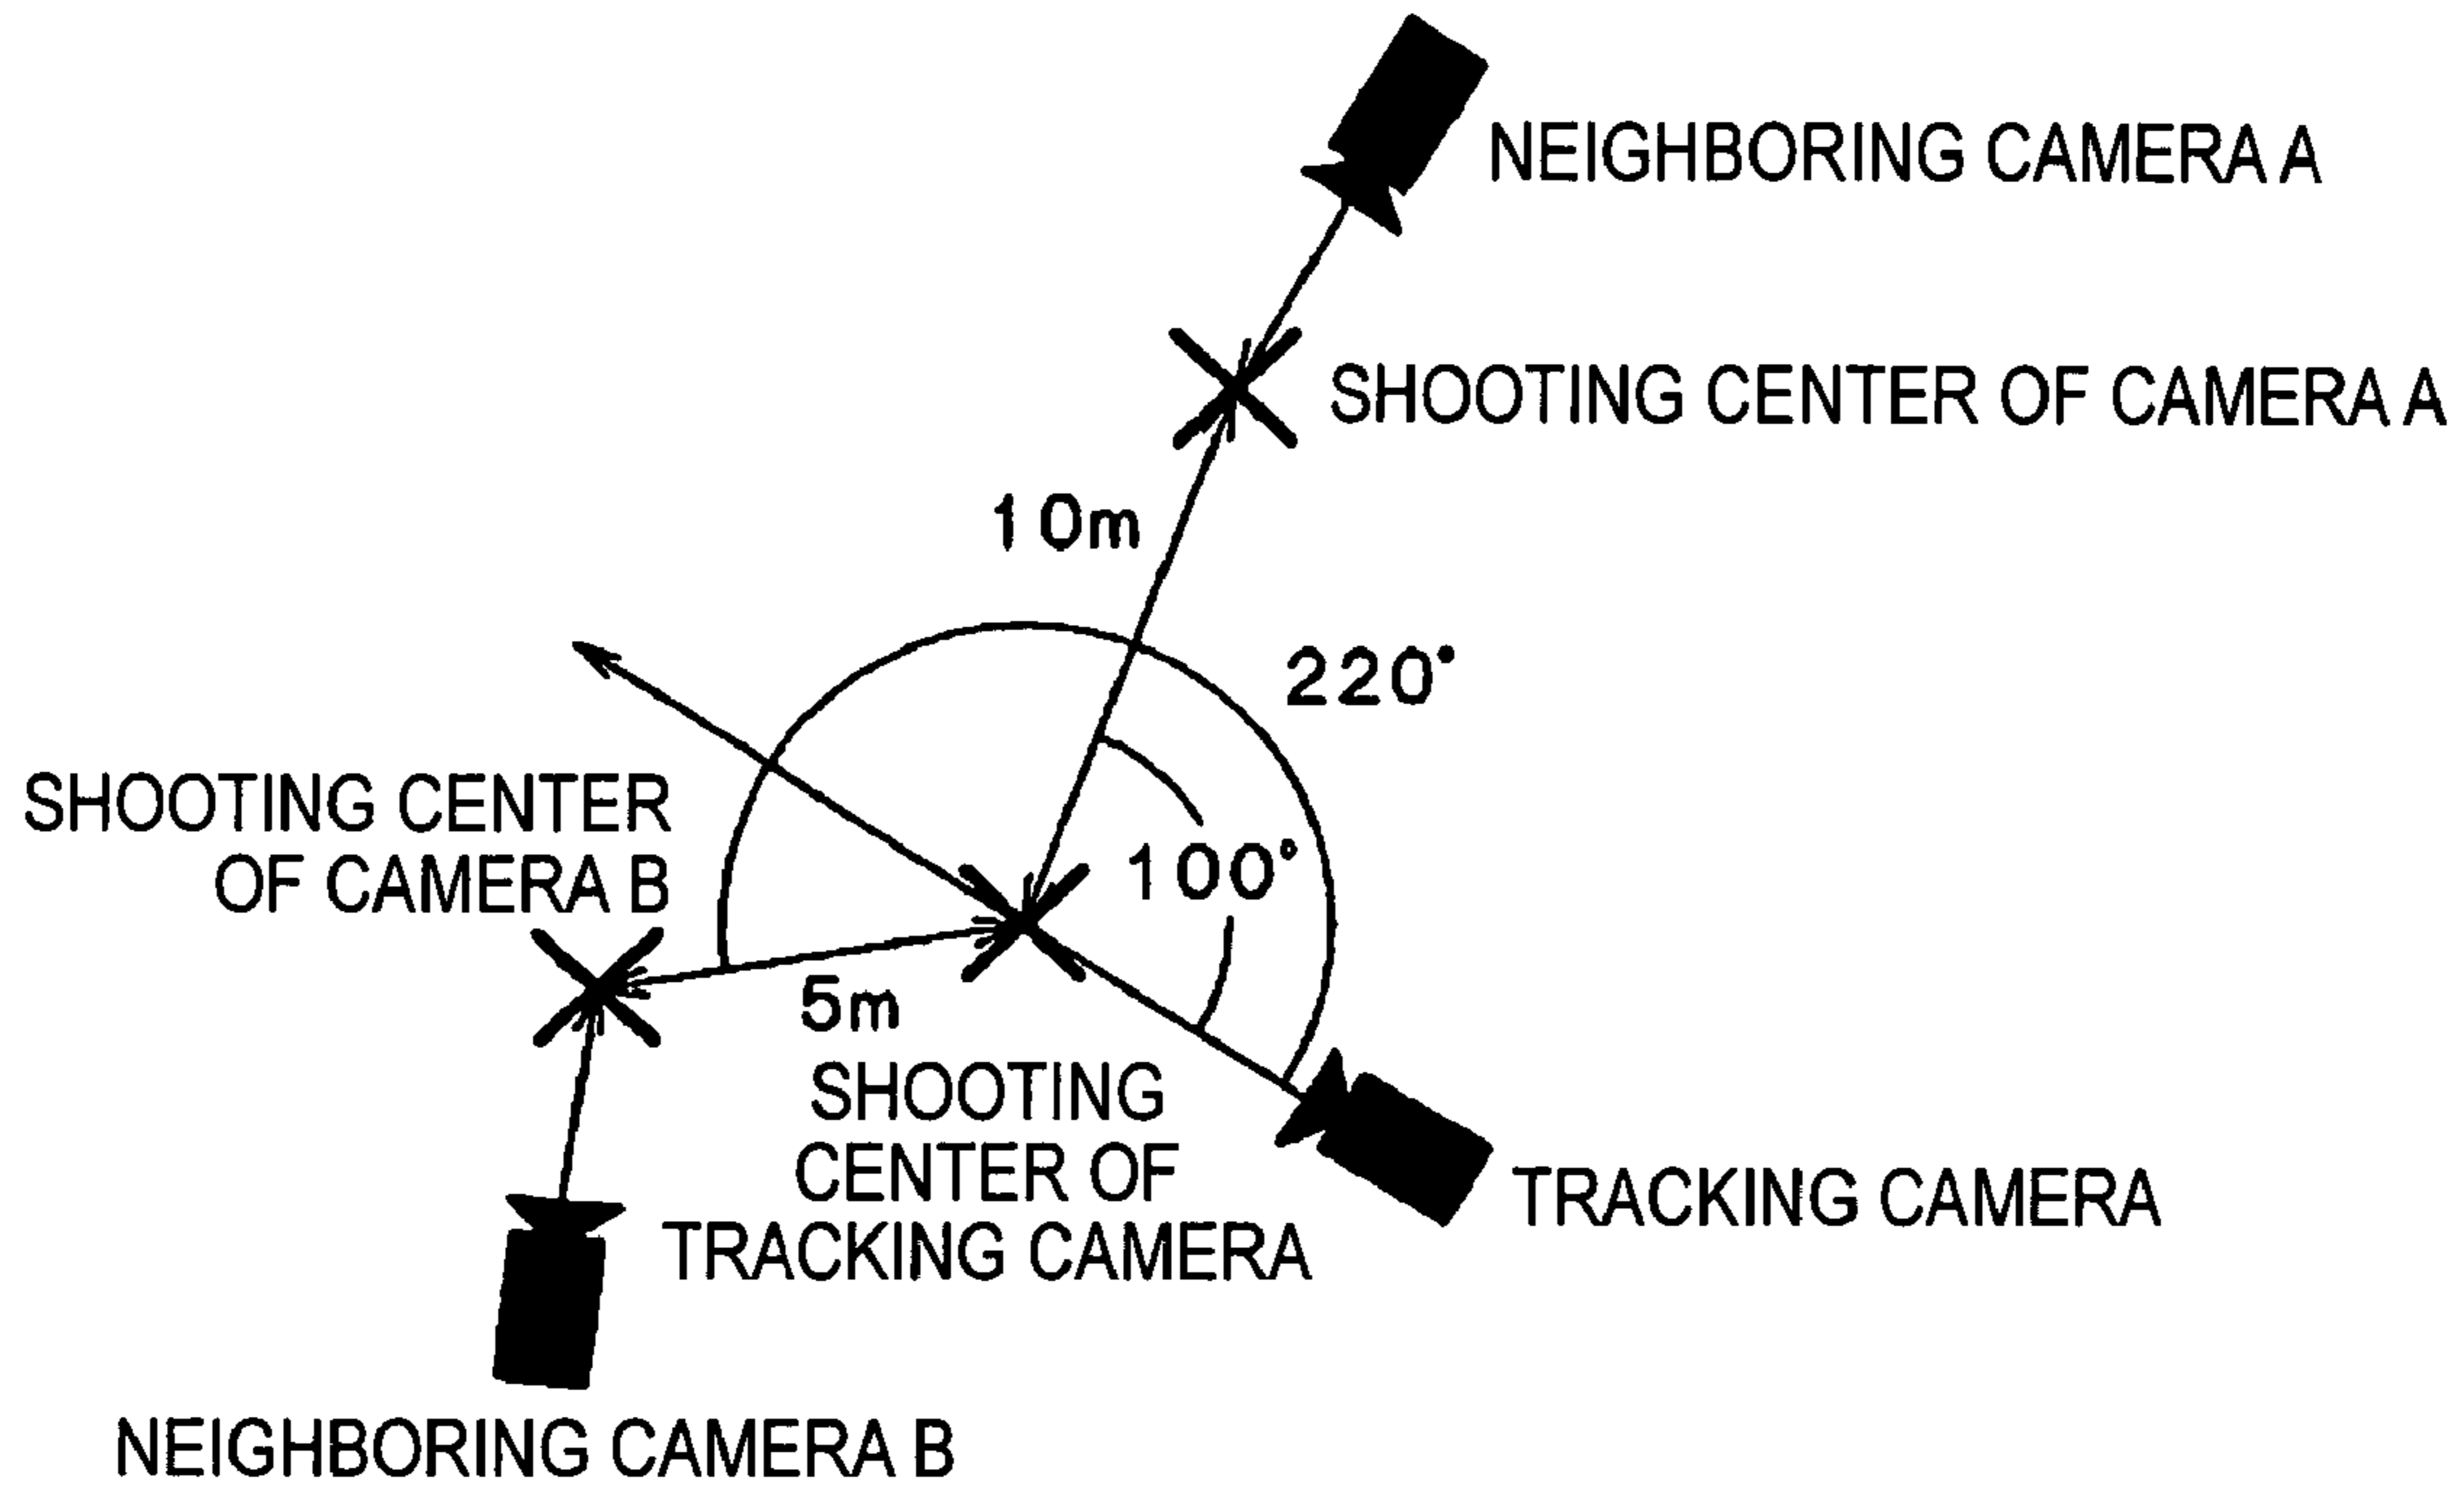 NEIGHBORING CAMERA A
SHOOTING CENTER OF CAMERA A
10m
220°
SHOOTING CENTER
OF CAMERA B
100°
5m
SHOOTING
CENTER OF
TRACKING CAMERA
TRACKING CAMERA
NEIGHBORING CAMERA B